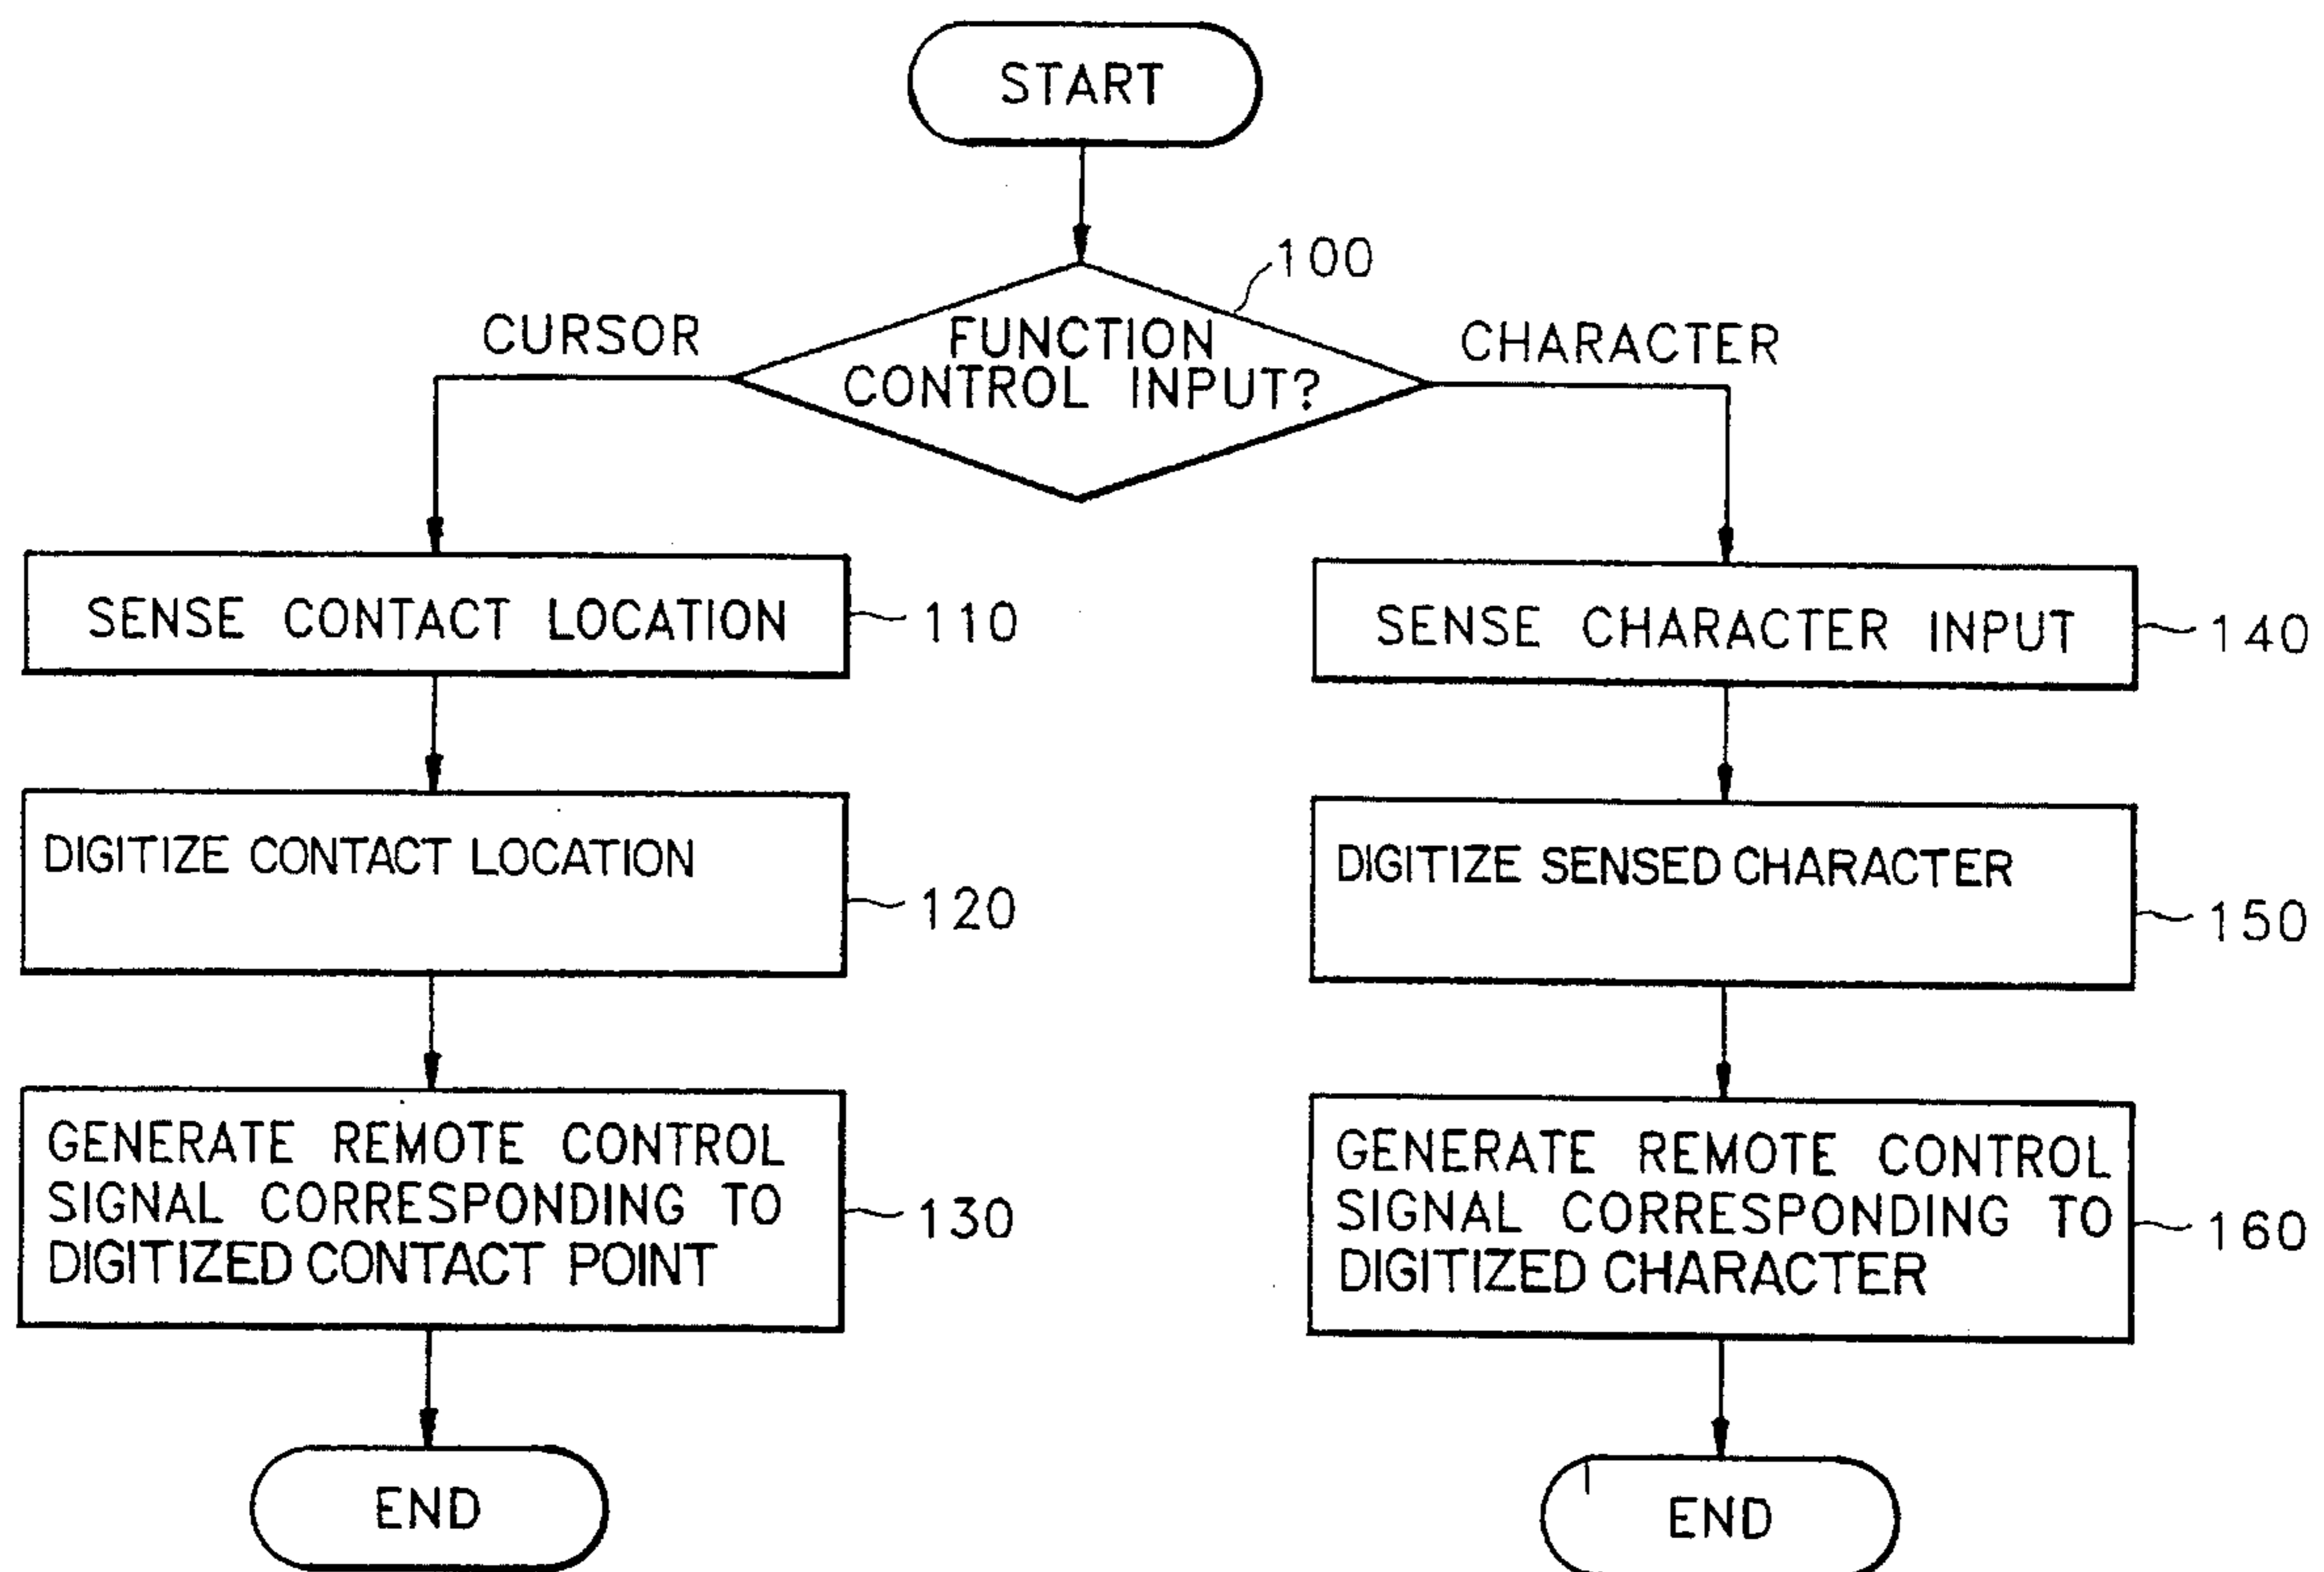 START
100
CURSOR
FUNCTION
CONTROL INPUT?
CHARACTER
SENSE CONTACT LOCATION
110
DIGITIZE CONTACT LOCATION
120
GENERATE REMOTE CONTROL
SIGNAL CORRESPONDING TO
DIGITIZED CONTACT POINT
130
END
SENSE CHARACTER INPUT
140
DIGITIZE SENSED CHARACTER
150
GENERATE REMOTE CONTROL
SIGNAL CORRESPONDING TO
DIGITIZED CHARACTER
160
END